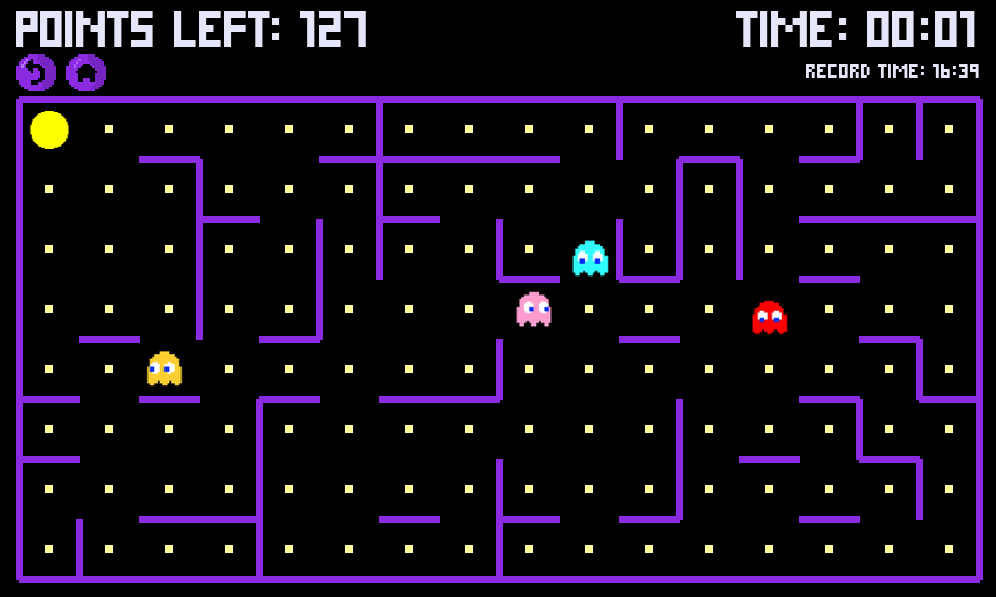 POINTS LEFT: 127
TIME: 00:01
RECORD TIME: 16:39